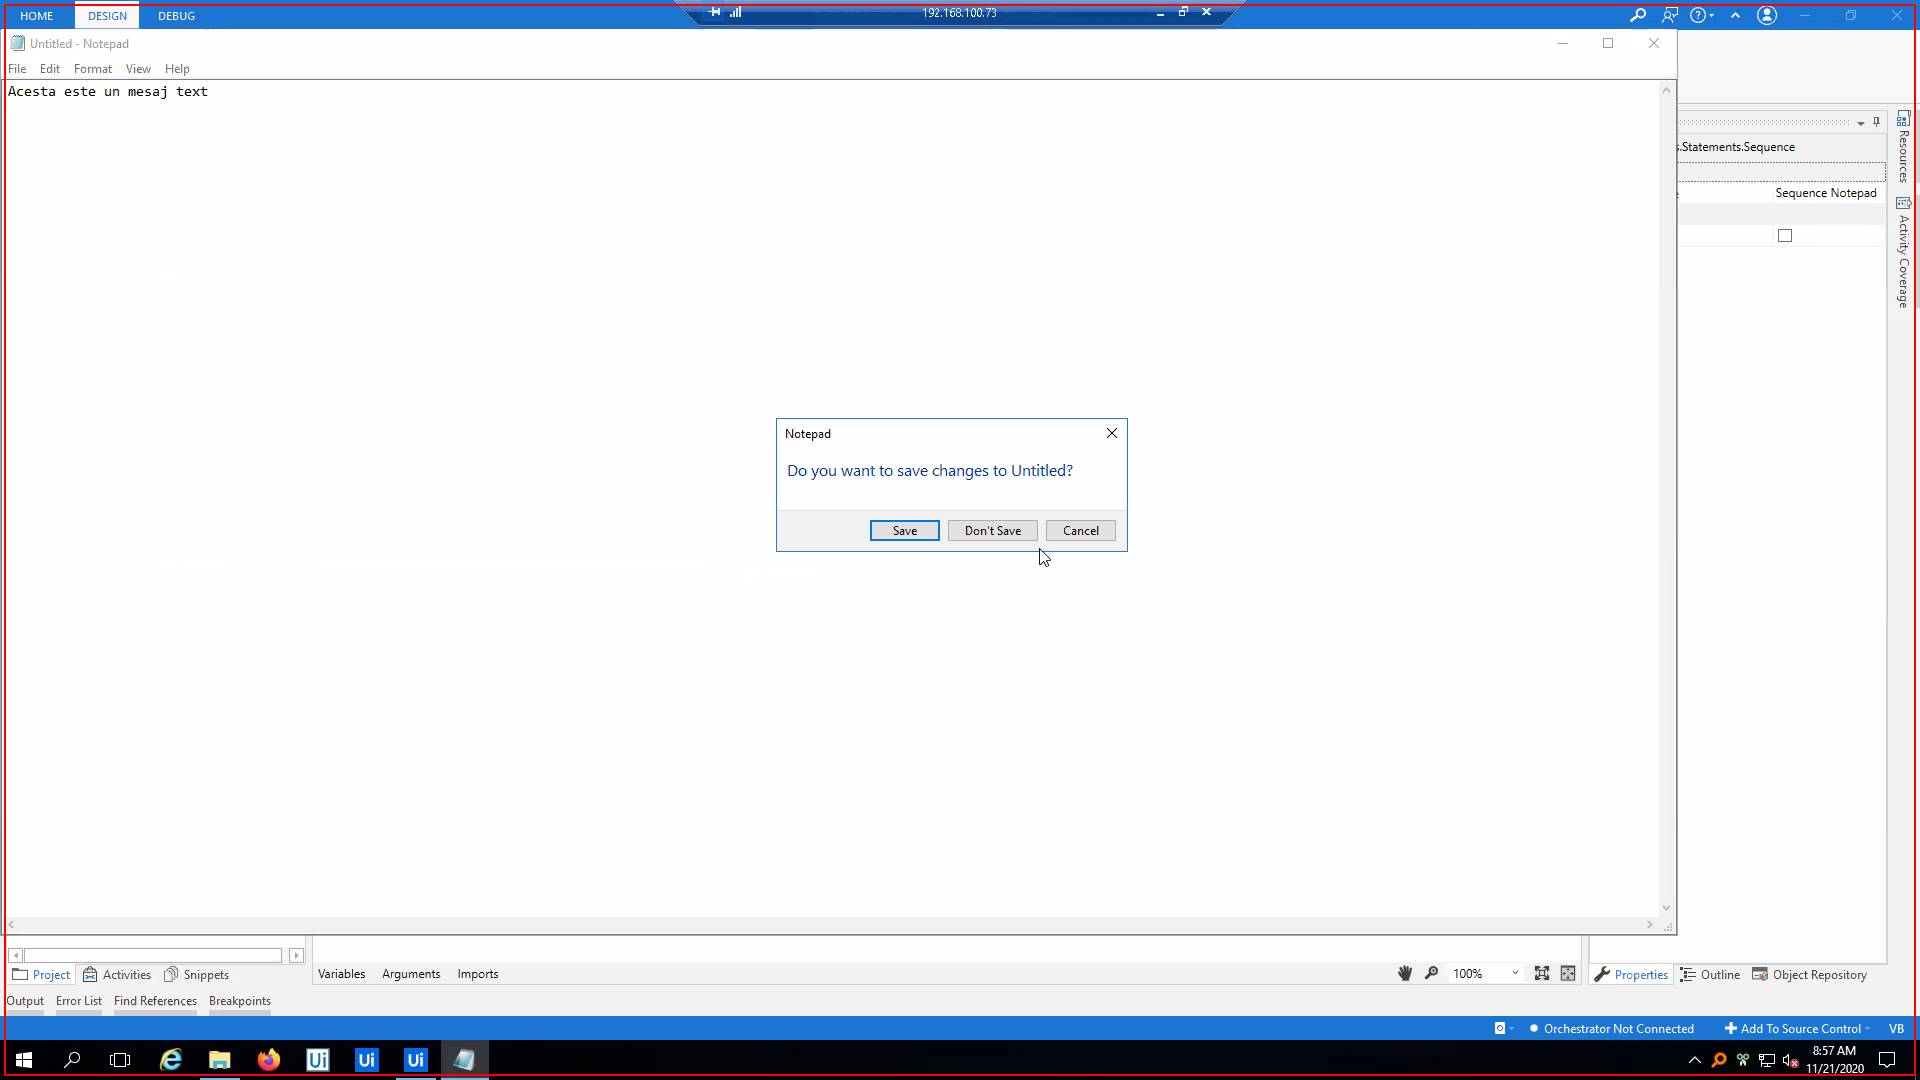 HOME DESIGN DEBUG
192.168.100.73
Untitled - Notepad
File Edit Format View Help
Acesta este un mesaj text
s.Statements.Sequence
Sequence Notepad
Resources
Activity Coverage
Notepad
Do you want to save changes to Untitled?
Save Don't Save Cancel
Project Activities Snippets
Variables Arguments Imports
100%
Properties Outline Object Repository
Output Error List Find References Breakpoints
Orchestrator Not Connected Add To Source Control VB
Ui Ui Ui
8:57 AM
11/21/2020